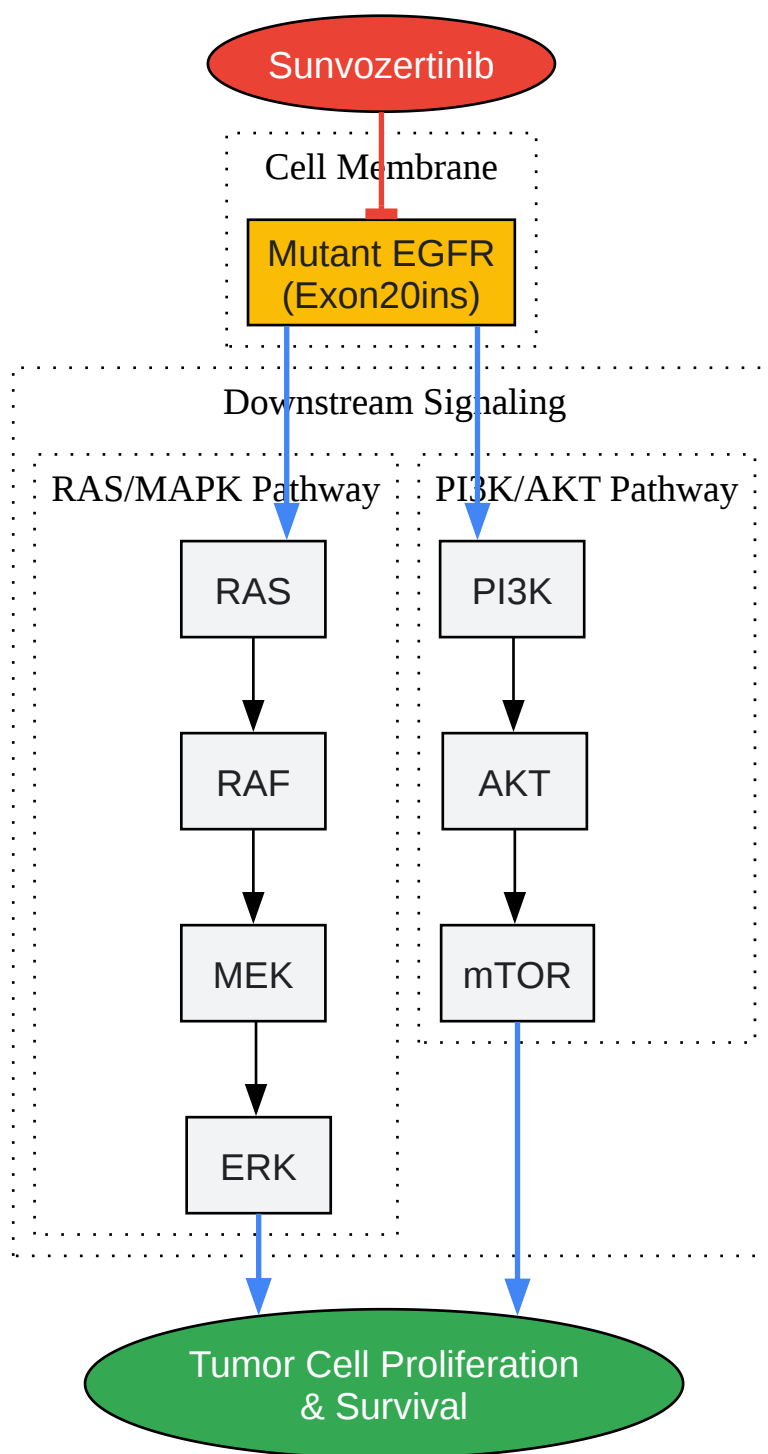 Sunvozertinib
Cell Membrane
Mutant EGFR
(Exon20ins)
Downstream Signaling
RAS/MAPK Pathway
PI3K/AKT Pathway
RAS
PI3K
RAF
AKT
MEK
mTOR
ERK
Tumor Cell Proliferation
& Survival